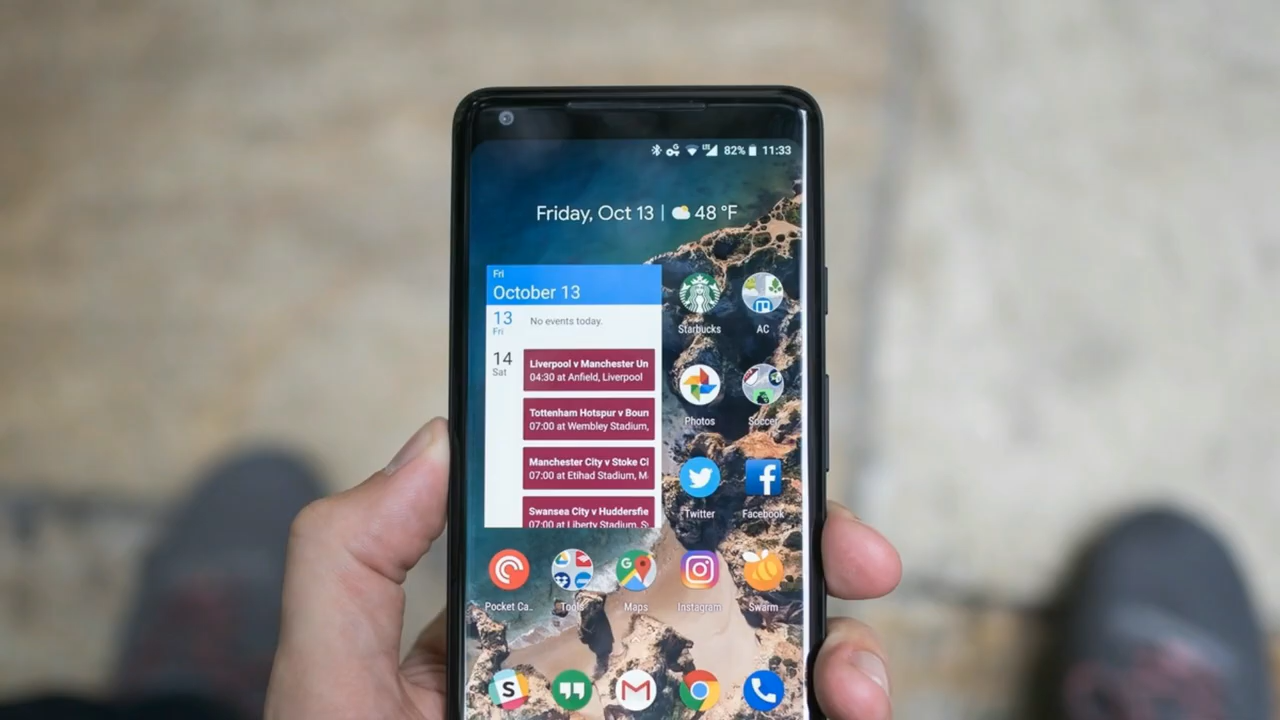 LTE 82% 11:33
Friday, Oct 13 | 48 °F
Fri
October 13
13
Fri
No events today.
14
Sat
Liverpool v Manchester Un
04:30 at Anfield, Liverpool
Tottenham Hotspur v Bourn
07:00 at Wembley Stadium,
Manchester City v Stoke Ci
07:00 at Etihad Stadium, M
Swansea City v Huddersfie
07:00 at Liberty Stadium, S
Starbucks
AC
Photos
Soccer
Twitter
Facebook
Pocket Ca..
Tools
Maps
Instagram
Swarm